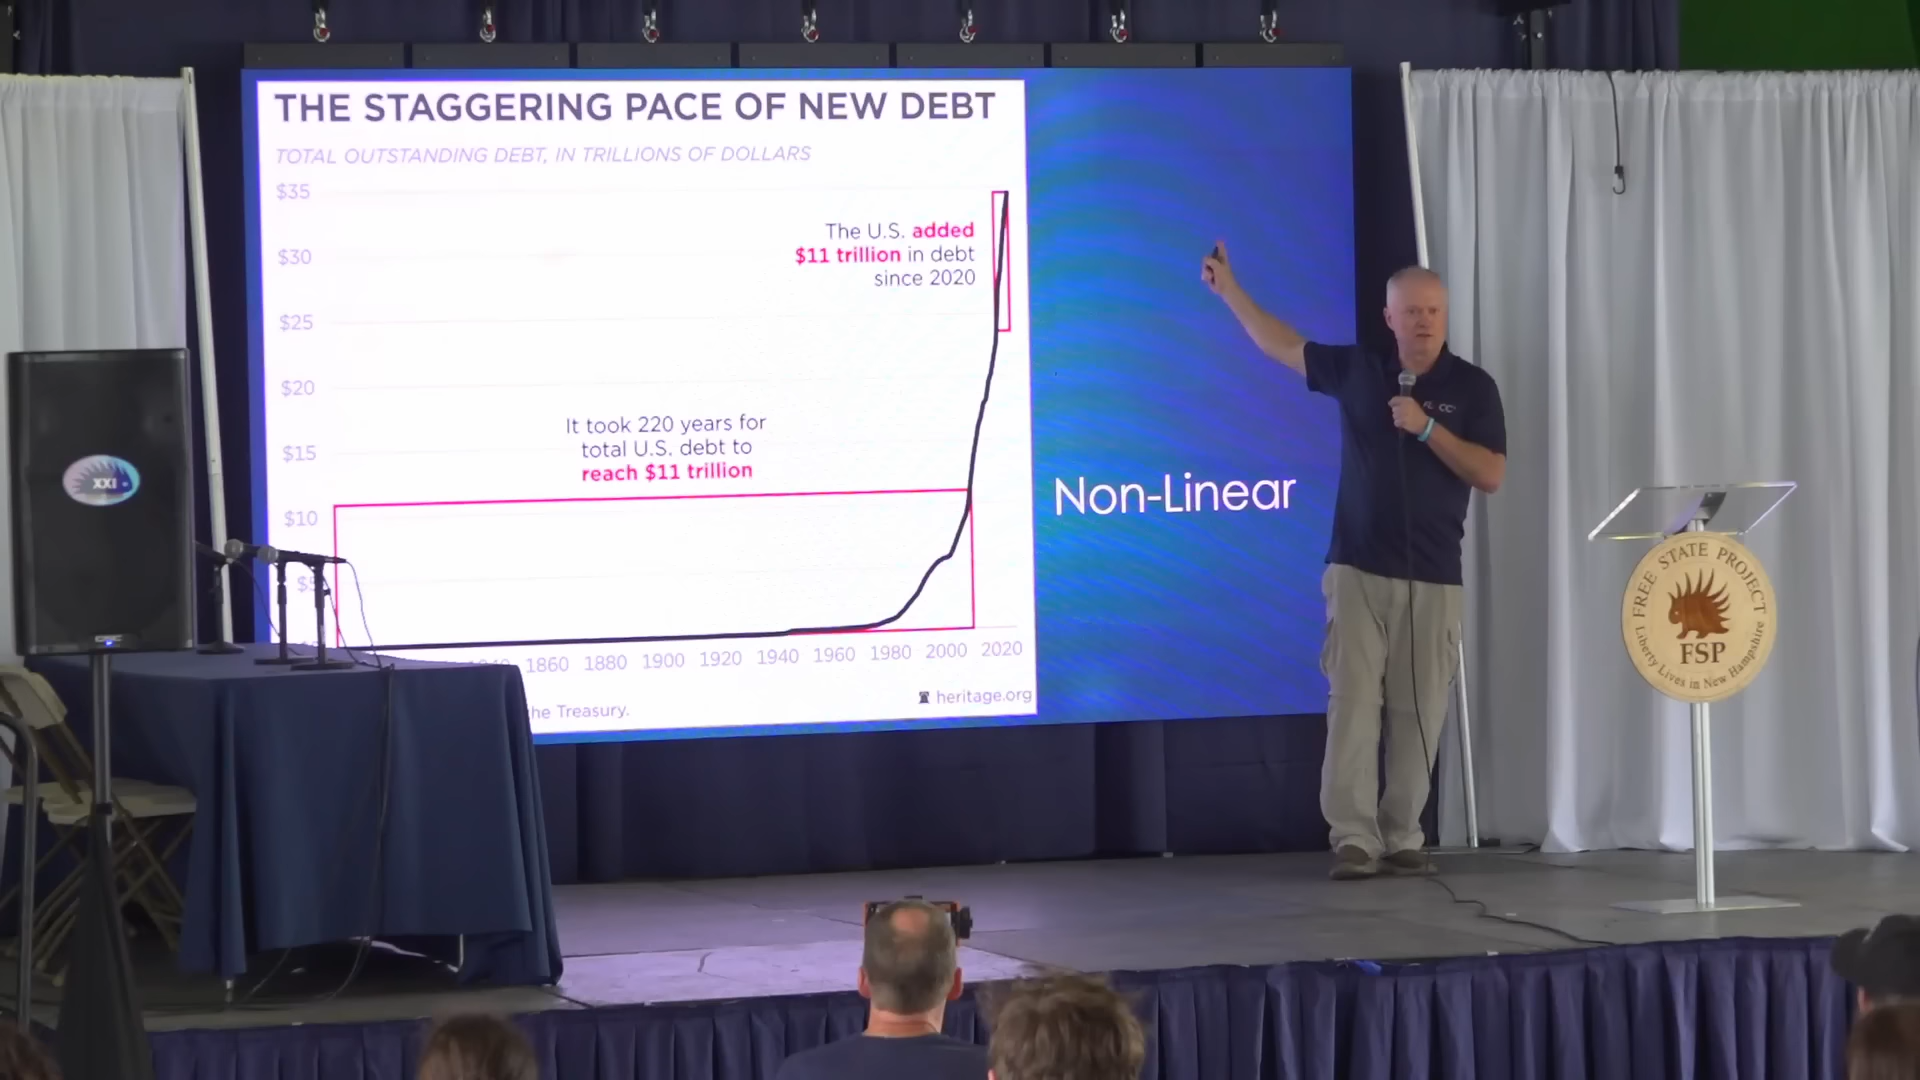 THE STAGGERING PACE OF NEW DEBT
TOTAL OUTSTANDING DEBT, IN TRILLIONS OF DOLLARS
$35
$30
$25
$20
$15
$10
The U.S. added
$11 trillion in debt
since 2020
It took 220 years for
total U.S. debt to
reach $11 trillion
1860 1880 1900 1920 1940 1960 1980 2000 2020
heritage.org
he Treasury.
Non-Linear
XXI
FREE STATE PROJECT
FSP
Liberty Lives in New Hampshire